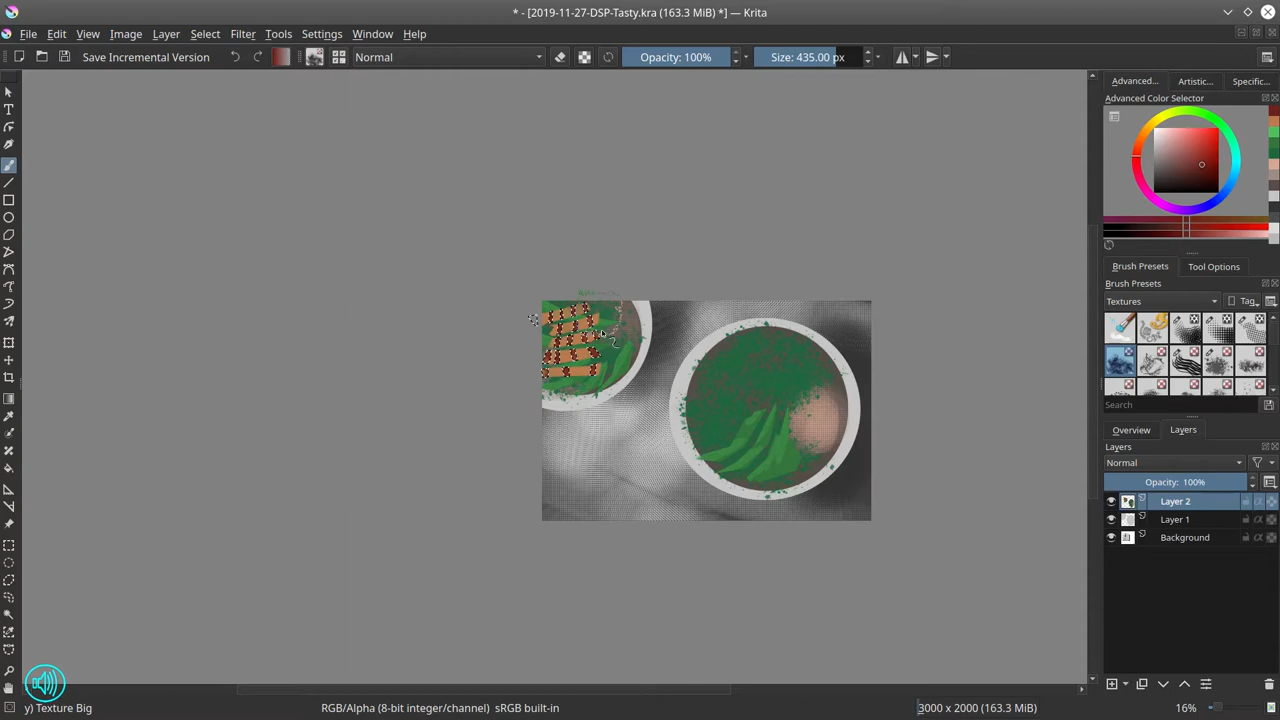 * - [2019-11-27-DSP-Tasty.kra (163.3 MiB) *] — Krita
File Edit View Image Layer Select Filter Tools Settings Window Help
Save Incremental Version Normal Opacity: 100% Size: 435.00 px
Advanced... Artistic... Specific...
Advanced Color Selector
Brush Presets Tool Options
Brush Presets
Textures Tag
Search
Overview Layers
Layers
Normal
Opacity: 100%
Layer 2
Layer 1
Background
y) Texture Big RGB/Alpha (8-bit integer/channel) sRGB built-in 3000 x 2000 (163.3 MiB) 16%